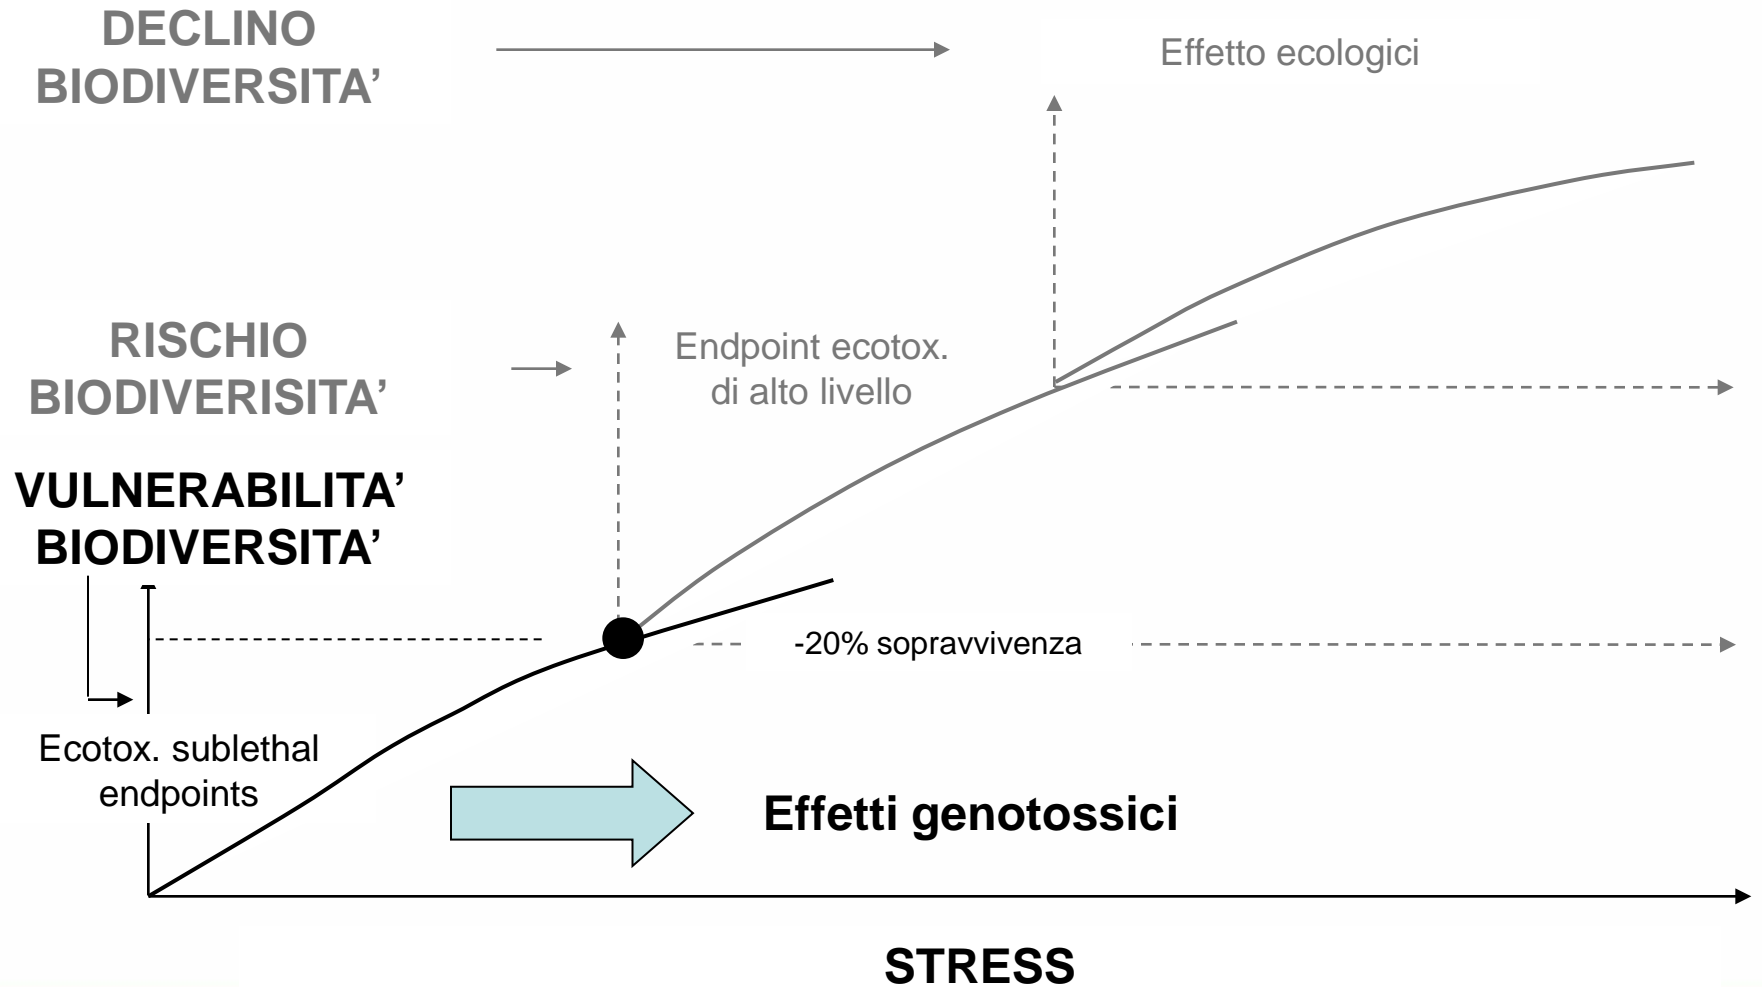 DECLINO
BIODIVERSITA’
Effetto ecologici
RISCHIO
BIODIVERISITA’
Endpoint ecotox.
di alto livello
VULNERABILITA’
BIODIVERSITA’
-20% sopravvivenza
Ecotox. sublethal
endpoints
Effetti genotossici
STRESS